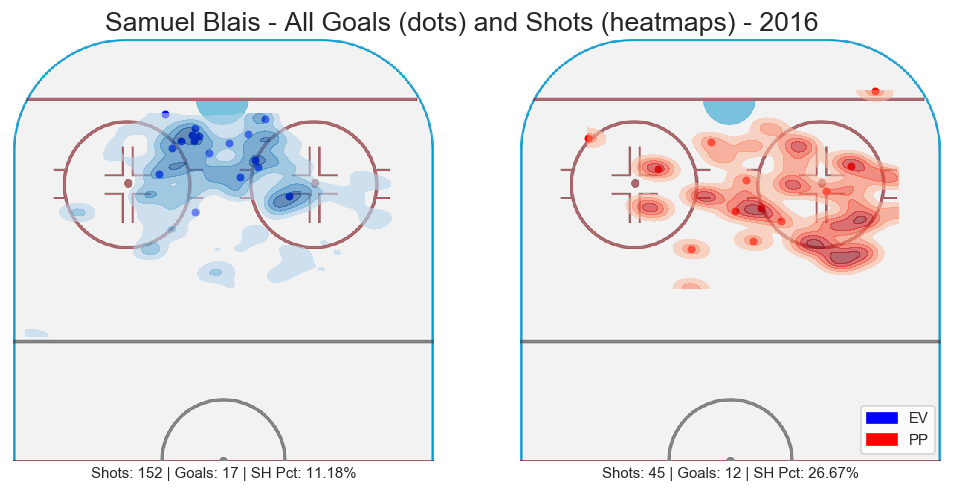 Samuel Blais - All Goals (dots) and Shots (heatmaps) - 2016
EV
PP
Shots: 152 | Goals: 17 | SH Pct: 11.18%
Shots: 45 | Goals: 12 | SH Pct: 26.67%